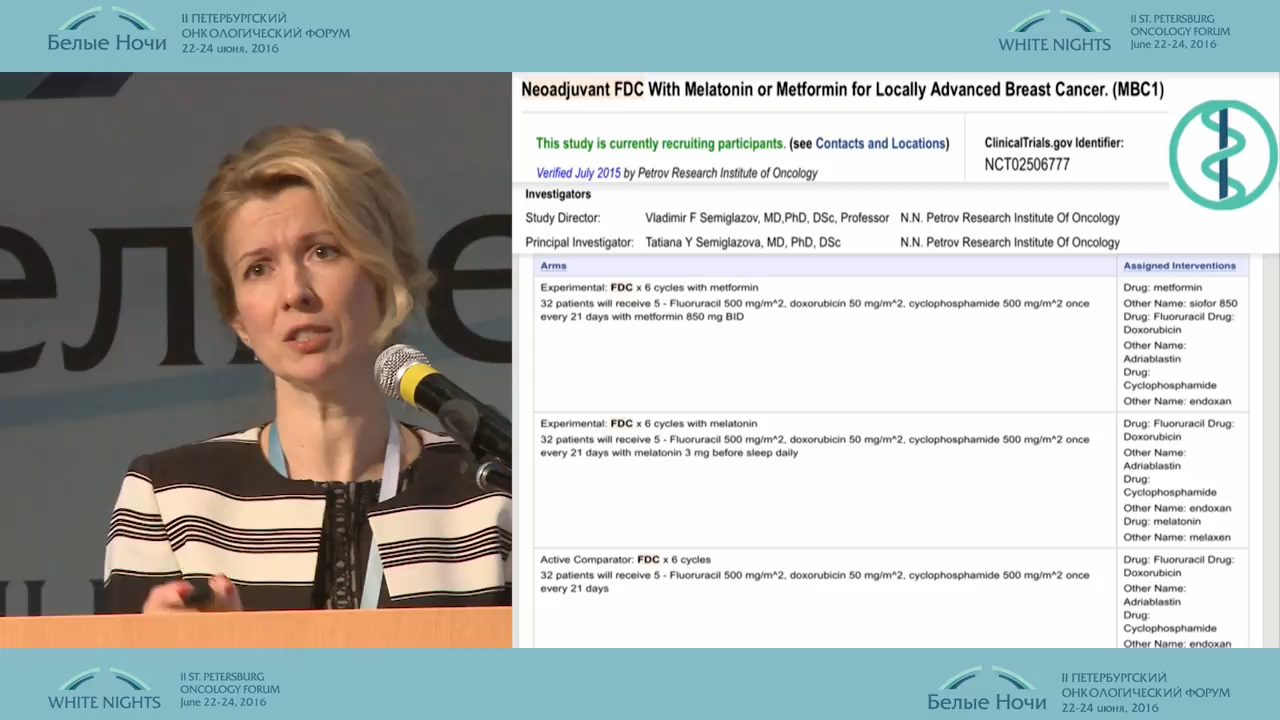 II ПЕТЕРБУРГСКИЙ
ОНКОЛОГИЧЕСКИЙ ФОРУМ
Белые Ночи
22-24 июня, 2016
II ST. PETERSBURG
ONCOLOGY FORUM
WHITE NIGHTS
June 22-24, 2016
Neoadjuvant FDC With Melatonin or Metformin for Locally Advanced Breast Cancer. (MBC1)
This study is currently recruiting participants. (see Contacts and Locations)
Verified July 2015 by Petrov Research Institute of Oncology
ClinicalTrials.gov Identifier:
NCT02506777
Investigators
Study Director: Vladimir F Semiglazov, MD,PhD, DSc, Professor N.N. Petrov Research Institute Of Oncology
Principal Investigator: Tatiana Y Semiglazova, MD, PhD, DSc N.N. Petrov Research Institute Of Oncology
Arms
Assigned Interventions
Experimental: FDC x 6 cycles with metformin
32 patients will receive 5 - Fluoruracil 500 mg/m^2, doxorubicin 50 mg/m^2, cyclophosphamide 500 mg/m^2 once
every 21 days with metformin 850 mg BID
Drug: metformin
Other Name: siofor 850
Drug: Fluoruracil Drug:
Doxorubicin
Other Name:
Adriablastin
Drug:
Cyclophosphamide
Other Name: endoxan
Experimental: FDC x 6 cycles with melatonin
32 patients will receive 5 - Fluoruracil 500 mg/m^2, doxorubicin 50 mg/m^2, cyclophosphamide 500 mg/m^2 once
every 21 days with melatonin 3 mg before sleep daily
Drug: Fluoruracil Drug:
Doxorubicin
Other Name:
Adriablastin
Drug:
Cyclophosphamide
Other Name: endoxan
Drug: melatonin
Other Name: melaxen
Active Comparator: FDC x 6 cycles
32 patients will receive 5 - Fluoruracil 500 mg/m^2, doxorubicin 50 mg/m^2, cyclophosphamide 500 mg/m^2 once
every 21 days
Drug: Fluoruracil Drug:
Doxorubicin
Other Name:
Adriablastin
Drug:
Cyclophosphamide
Other Name: endoxan
II ST. PETERSBURG
ONCOLOGY FORUM
WHITE NIGHTS
June 22-24, 2016
II ПЕТЕРБУРГСКИЙ
ОНКОЛОГИЧЕСКИЙ ФОРУМ
Белые Ночи
22-24 июня, 2016